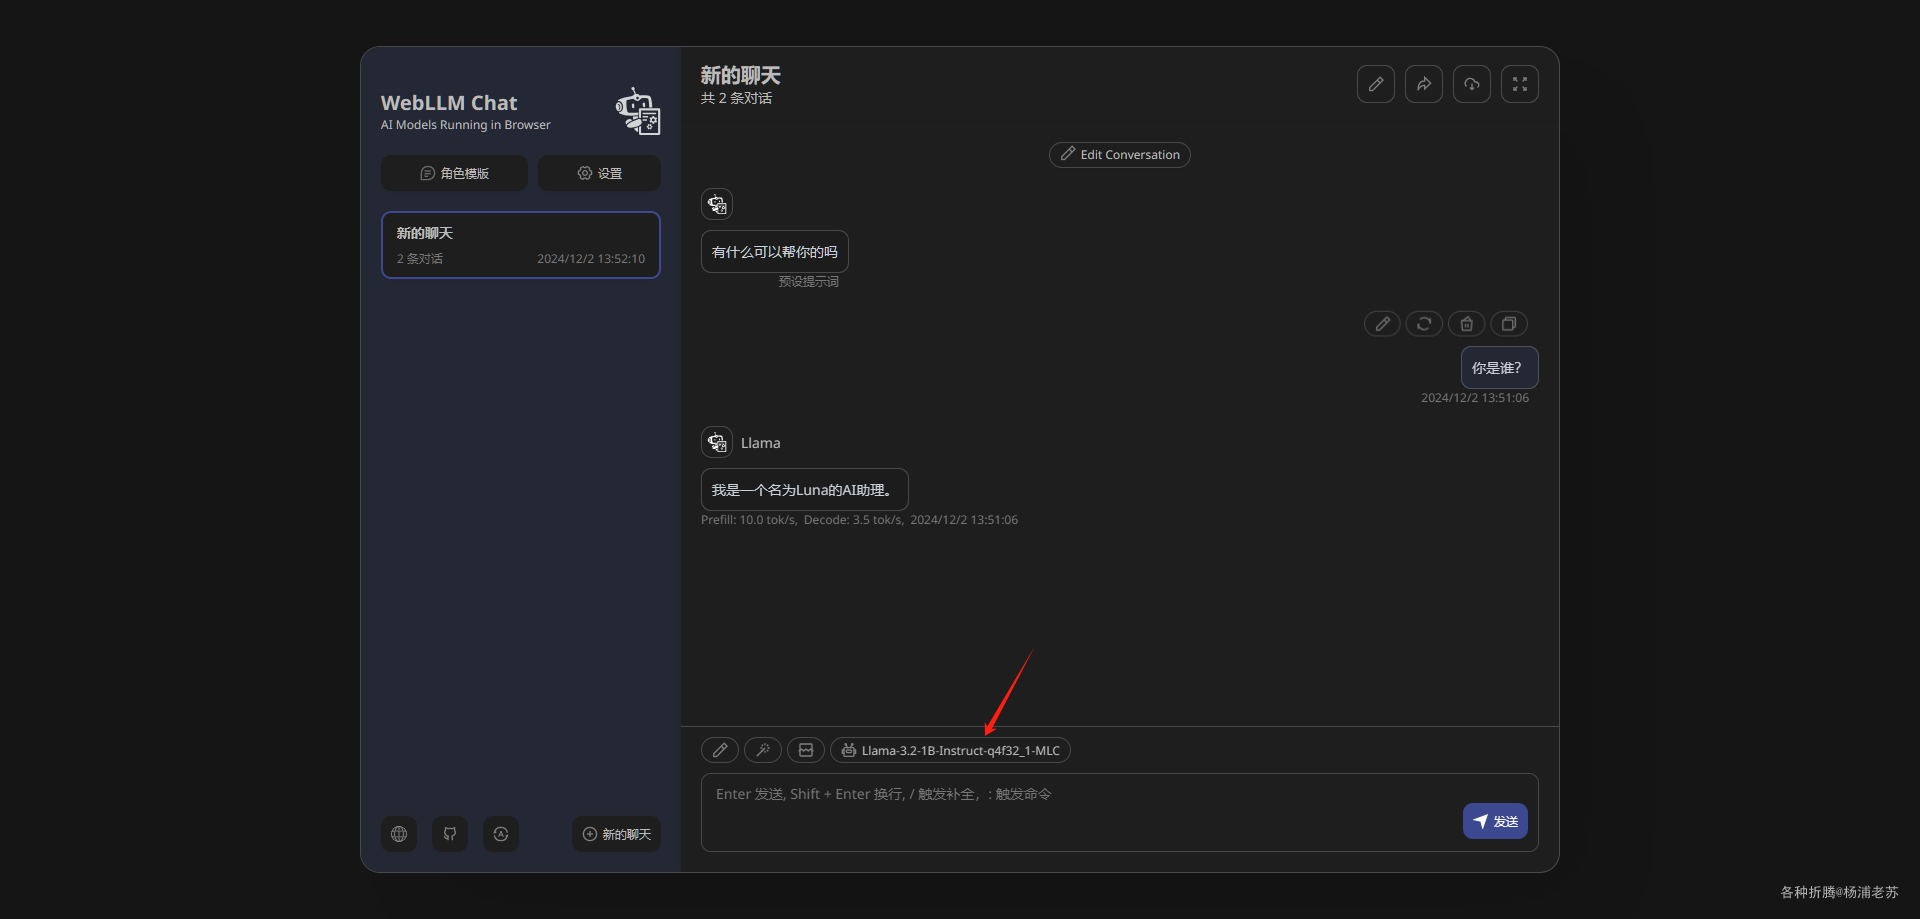 WebLLM Chat
AI Models Running in Browser
角色模版
设置
新的聊天
2 条对话
2024/12/2 13:52:10
新的聊天
新的聊天
共 2 条对话
Edit Conversation
有什么可以帮你的吗
预设提示词
你是谁？
2024/12/2 13:51:06
Llama
我是一个名为Luna的AI助理。
Prefill: 10.0 tok/s, Decode: 3.5 tok/s, 2024/12/2 13:51:06
Llama-3.2-1B-Instruct-q4f32_1-MLC
Enter 发送, Shift + Enter 换行, / 触发补全，: 触发命令
发送
各种折腾@杨浦老苏